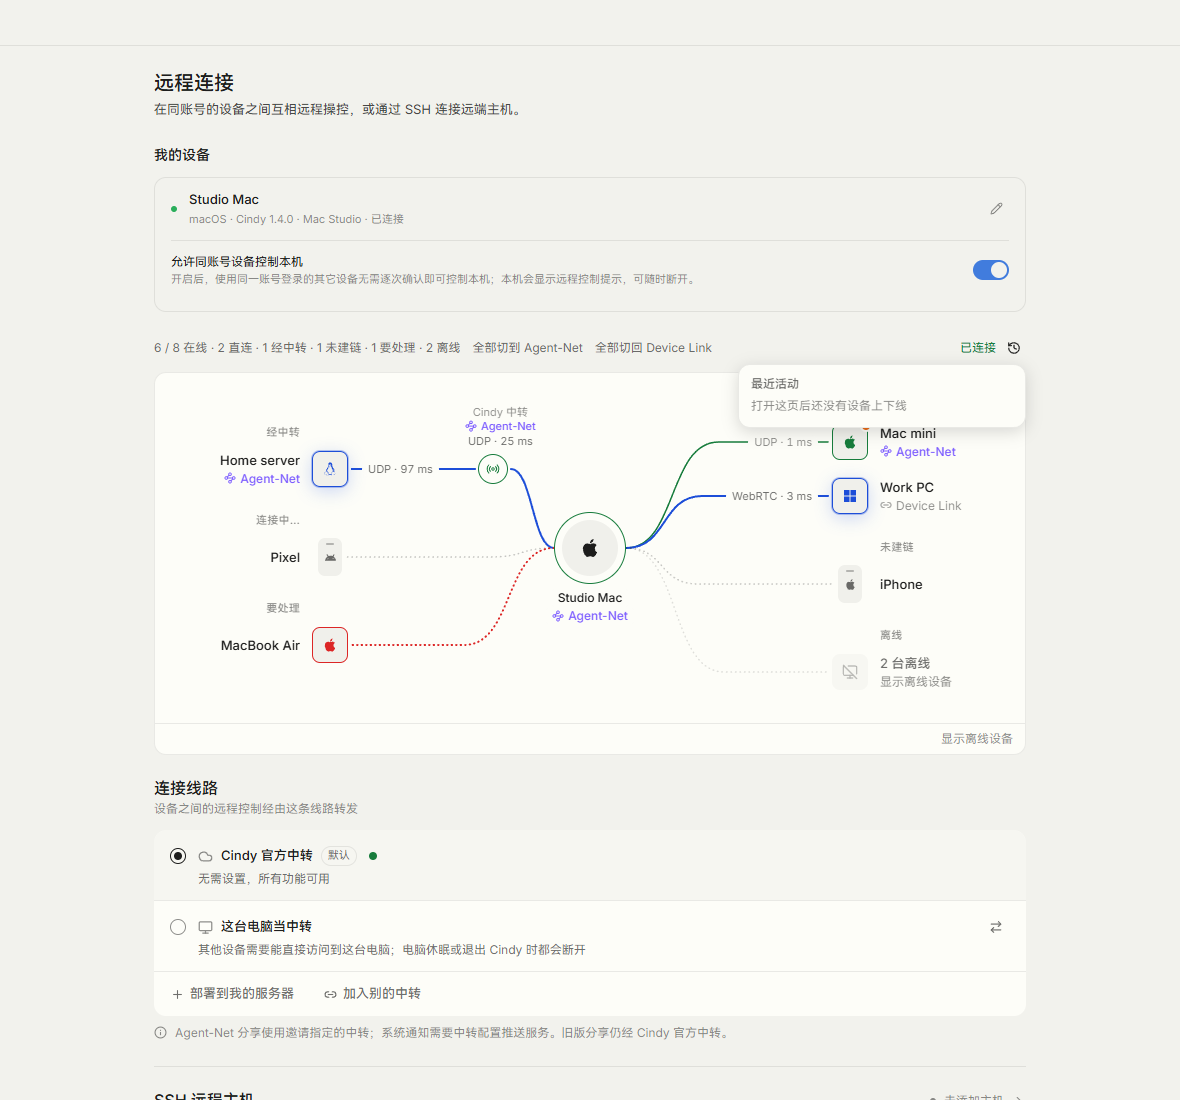 远程连接
在同账号的设备之间互相远程操控，或通过 SSH 连接远端主机。
我的设备
Studio Mac
macOS · Cindy 1.4.0 · Mac Studio · 已连接
允许同账号设备控制本机
开启后，使用同一账号登录的其它设备无需逐次确认即可控制本机；本机会显示远程控制提示，可随时断开。
6 / 8 在线 · 2 直连 · 1 经中转 · 1 未建链 · 1 要处理 · 2 离线 全部切到 Agent-Net 全部切回 Device Link
已连接
最近活动
打开这页后还没有设备上下线
经中转
Home server
Agent-Net
UDP · 97 ms
Cindy 中转
Agent-Net
UDP · 25 ms
连接中...
Pixel
要处理
MacBook Air
Studio Mac
Agent-Net
UDP · 1 ms
Mac mini
Agent-Net
WebRTC · 3 ms
Work PC
Device Link
未建链
iPhone
离线
2 台离线
显示离线设备
显示离线设备
连接线路
设备之间的远程控制经由这条线路转发
Cindy 官方中转 默认
无需设置，所有功能可用
这台电脑当中转
其他设备需要能直接访问到这台电脑；电脑休眠或退出 Cindy 时都会断开
部署到我的服务器 加入别的中转
Agent-Net 分享使用邀请指定的中转；系统通知需要中转配置推送服务。旧版分享仍经 Cindy 官方中转。
SSH 远程主机
未添加主机